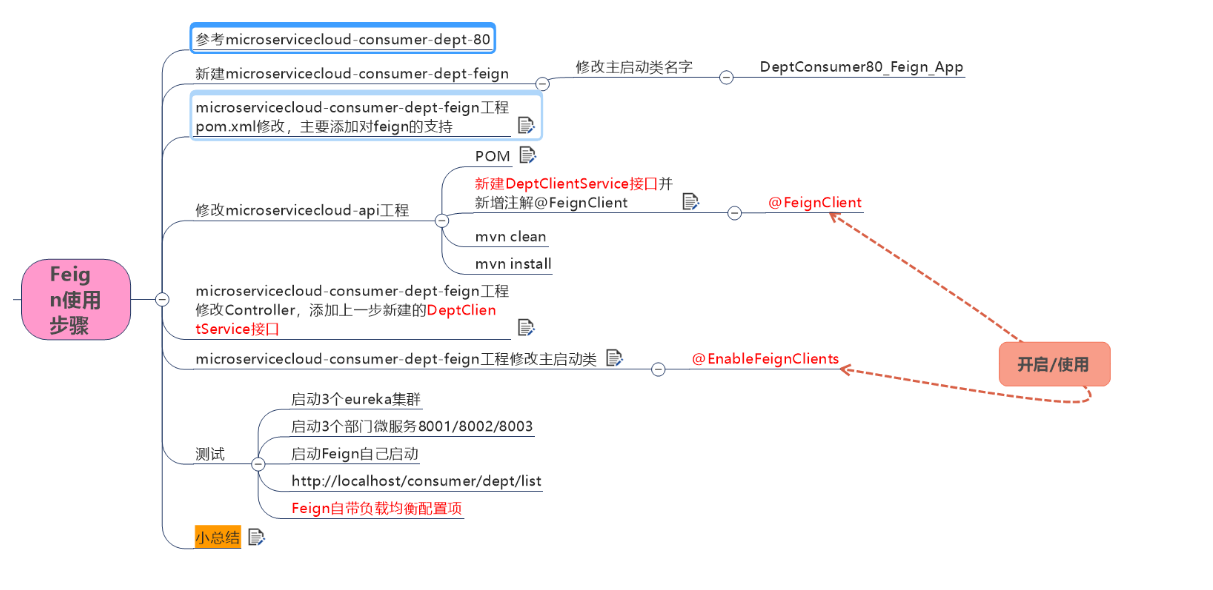 Feig
n使用
步骤
参考microservicecloud-consumer-dept-80
新建microservicecloud-consumer-dept-feign
修改主启动类名字
DeptConsumer80_Feign_App
microservicecloud-consumer-dept-feign工程
pom.xml修改，主要添加对feign的支持
修改microservicecloud-api工程
POM
新建DeptClientService接口并
新增注解@FeignClient
@FeignClient
mvn clean
mvn install
microservicecloud-consumer-dept-feign工程
修改Controller，添加上一步新建的DeptClien
tService接口
microservicecloud-consumer-dept-feign工程修改主启动类
@EnableFeignClients
开启/使用
测试
启动3个eureka集群
启动3个部门微服务8001/8002/8003
启动Feign自己启动
http://localhost/consumer/dept/list
Feign自带负载均衡配置项
小总结